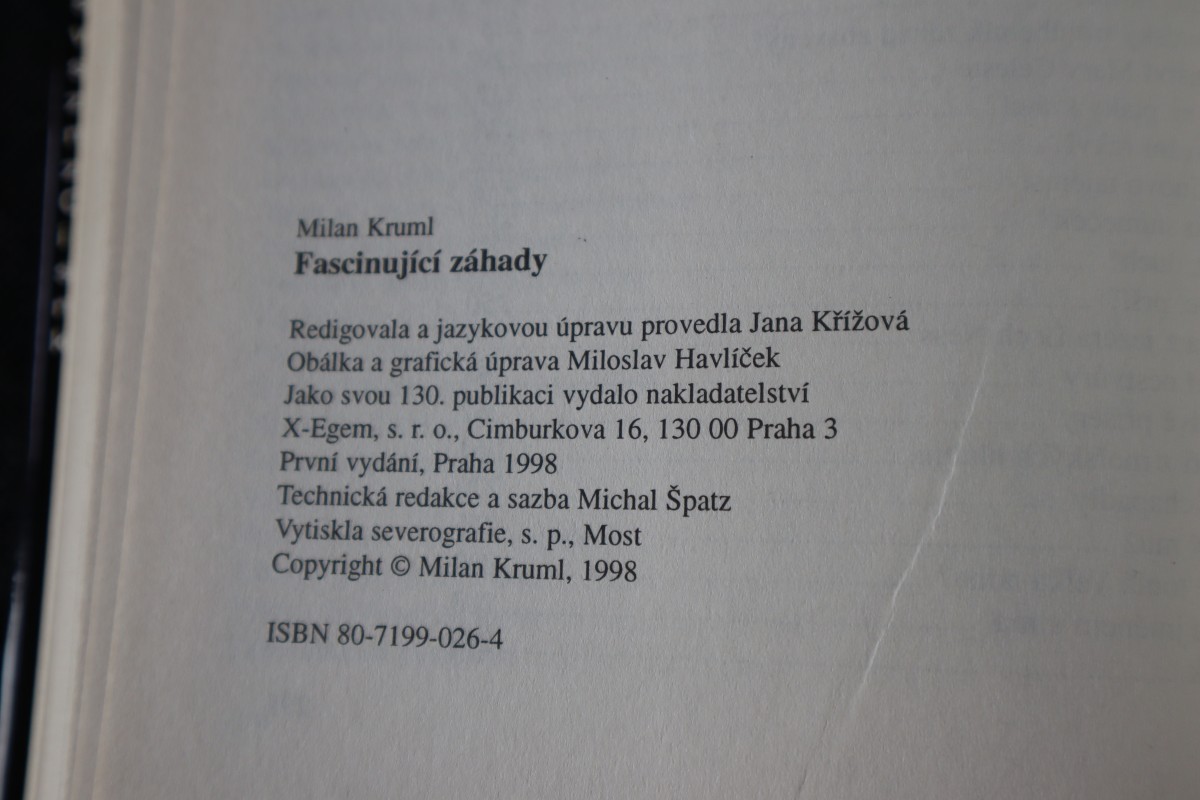 Milan Kruml
Fascinující záhady
Redigovala a jazykovou úpravu provedla Jana Křížová
Obálka a grafická úprava Miloslav Havlíček
Jako svou 130. publikaci vydalo nakladatelství
X-Egem, s. r. o., Cimburkova 16, 130 00 Praha 3
První vydání, Praha 1998
Technická redakce a sazba Michal Špatz
Vytiskla severografie, s. p., Most
Copyright © Milan Kruml, 1998
ISBN 80-7199-026-4